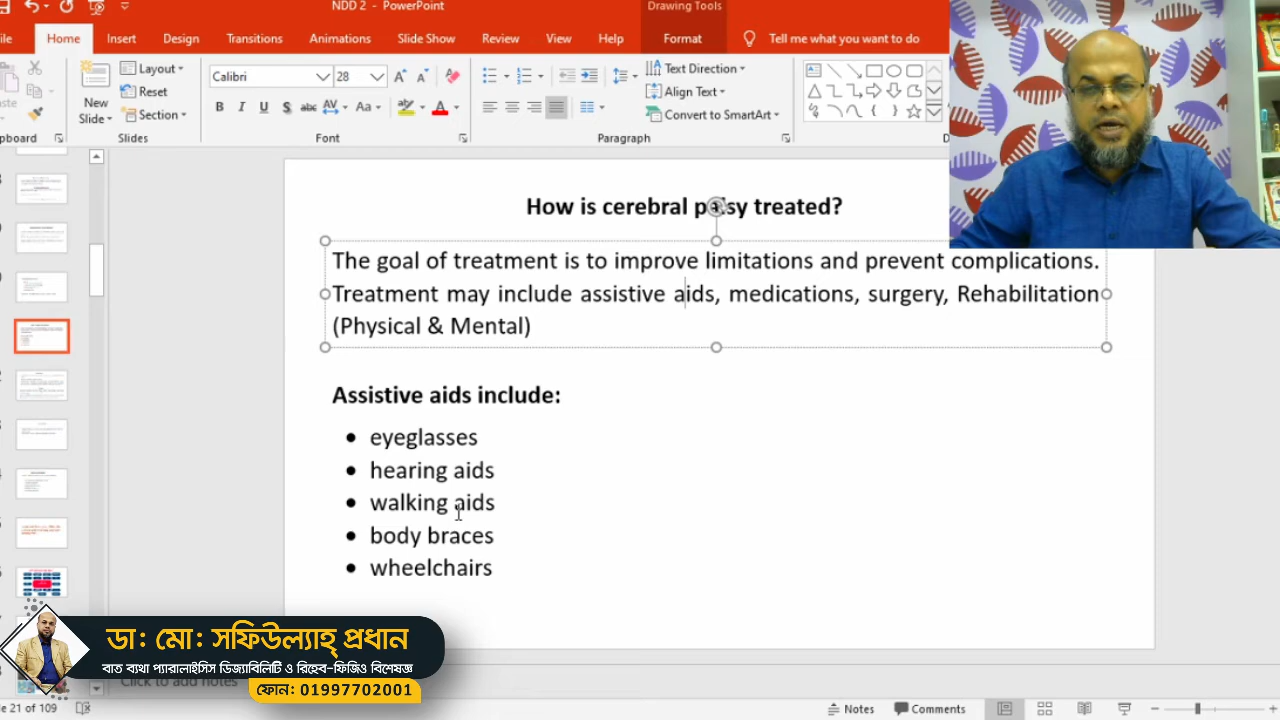 NDD 2 - PowerPoint
Drawing Tools
Home Insert Design Transitions Animations Slide Show Review View Help Format Tell me what you want to do
New
Slide
Layout
Reset
Section
Calibri 28
B I U S abc AV Aa A
Text Direction
Align Text
Convert to SmartArt
Slides Font Paragraph
How is cerebral palsy treated?
The goal of treatment is to improve limitations and prevent complications.
Treatment may include assistive aids, medications, surgery, Rehabilitation
(Physical & Mental)
Assistive aids include:
• eyeglasses
• hearing aids
• walking aids
• body braces
• wheelchairs
ডা: মো: সফিউল্যাহ্ প্রধান
বাত ব্যথা প্যারালাইসিস ডিজ্যাবিলিটি ও রিহেব-ফিজিও বিশেষজ্ঞ
ফোন: 01997702001
Click to add notes
21 of 109
Notes Comments